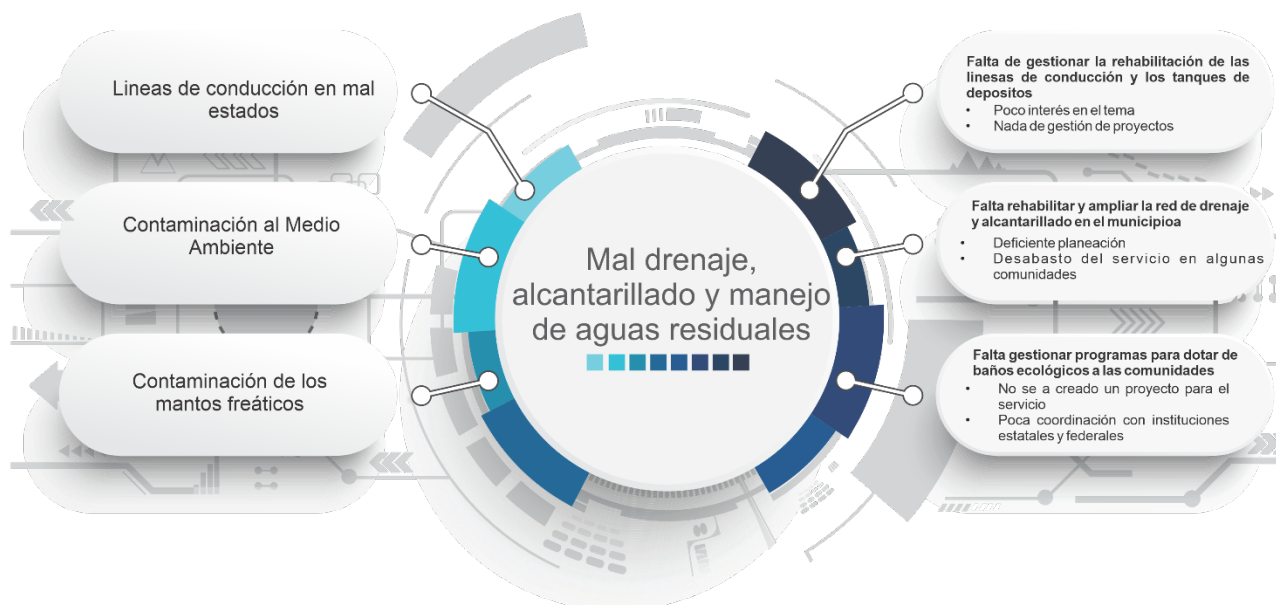 Lineas de conducción en mal
estados
Contaminación al Medio
Ambiente
Contaminación de los
mantos freáticos
Mal drenaje,
alcantarillado y manejo
de aguas residuales
Falta de gestionar la rehabilitación de las
linesas de conducción y los tanques de
depositos
• Poco interés en el tema
• Nada de gestión de proyectos
Falta rehabilitar y ampliar la red de drenaje
y alcantarillado en el municipioa
• Deficiente planeación
• Desabasto del servicio en algunas
comunidades
Falta gestionar programas para dotar de
baños ecológicos a las comunidades
• No se a creado un proyecto para el
servicio
• Poca coordinación con instituciones
estatales y federales